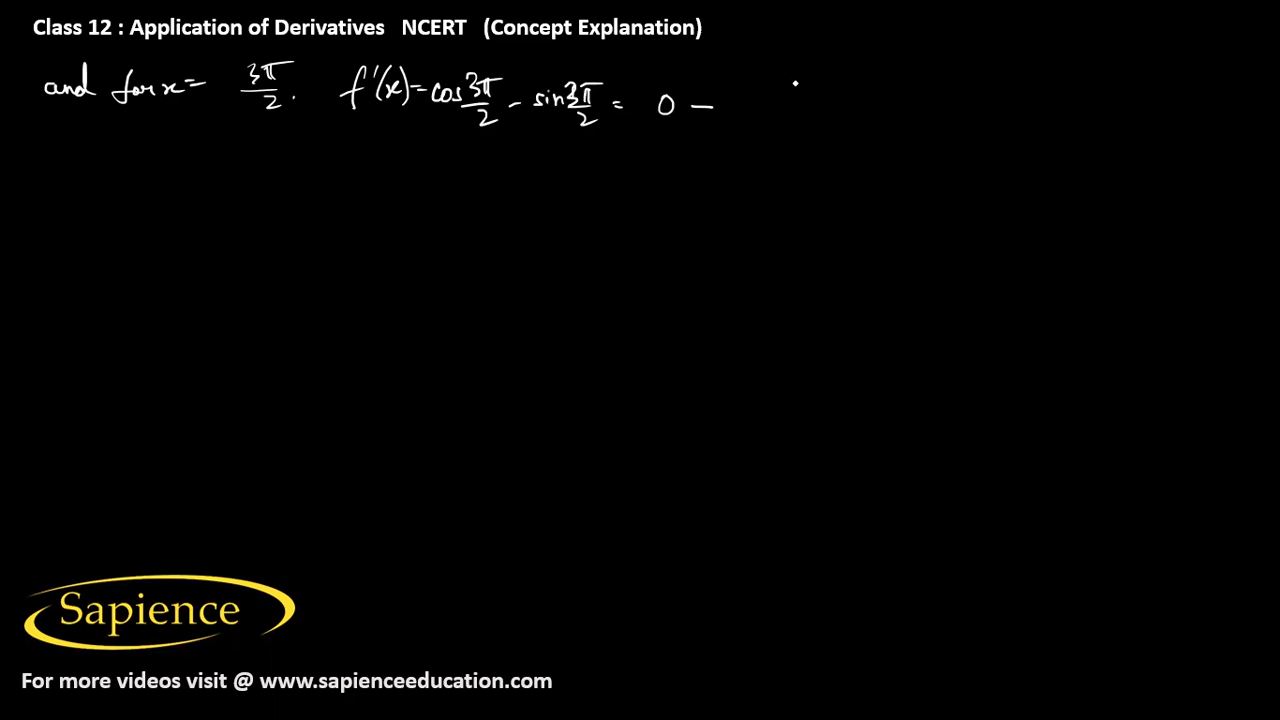 Class 12 : Application of Derivatives NCERT (Concept Explanation)
and for x = 3π/2. f'(x) = cos 3π/2 - sin 3π/2 = 0 -
Sapience
For more videos visit @ www.sapienceeducation.com